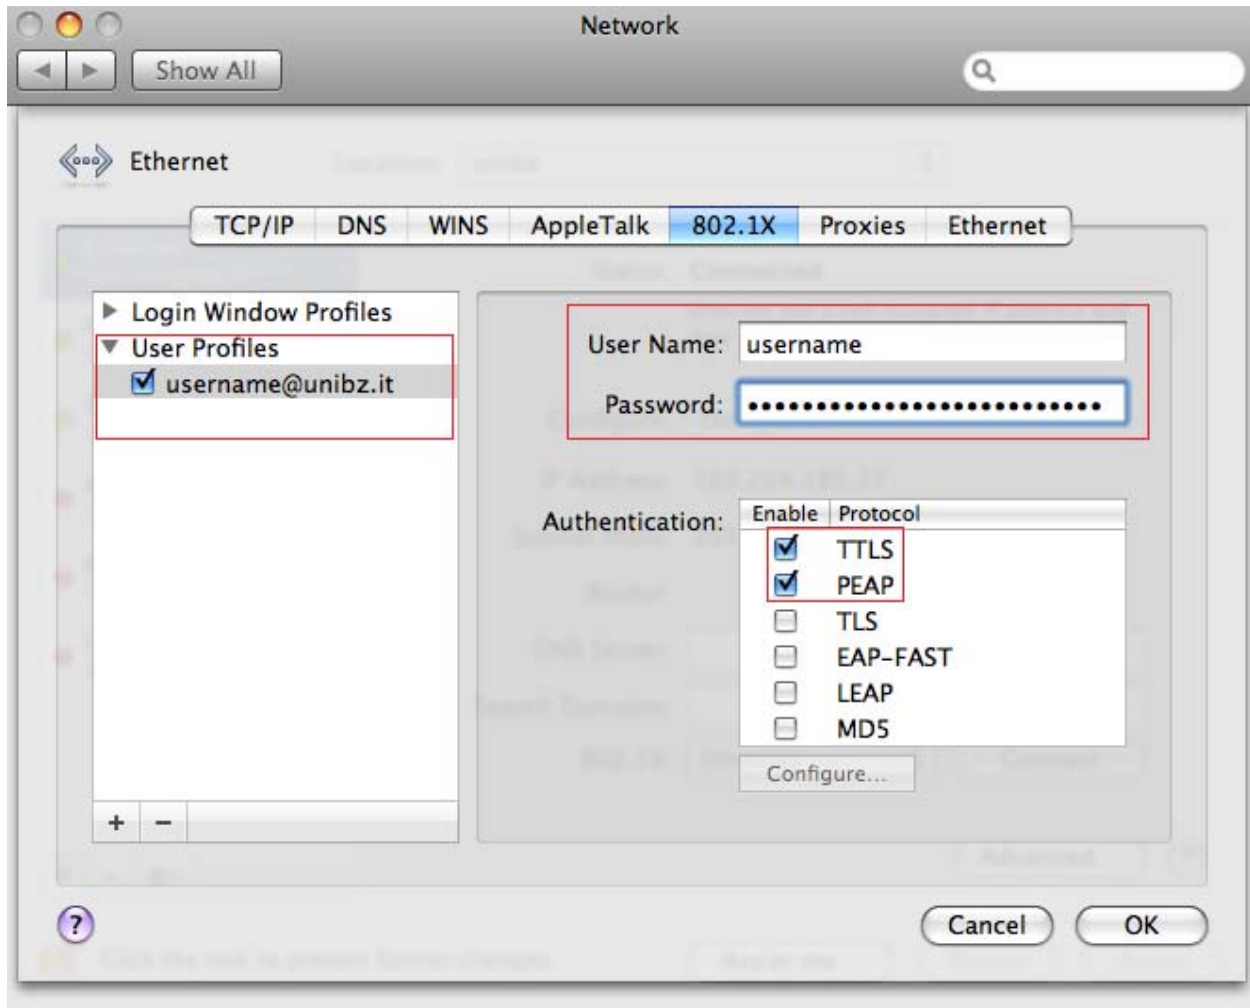 Network
Show All
Ethernet
TCP/IP DNS WINS AppleTalk 802.1X Proxies Ethernet
Login Window Profiles
User Profiles
username@unibz.it
User Name: username
Password: ••••••••••••••••••••••••••
Authentication:
Enable Protocol
TTLS
PEAP
TLS
EAP-FAST
LEAP
MD5
Configure...
+ −
?
Cancel OK